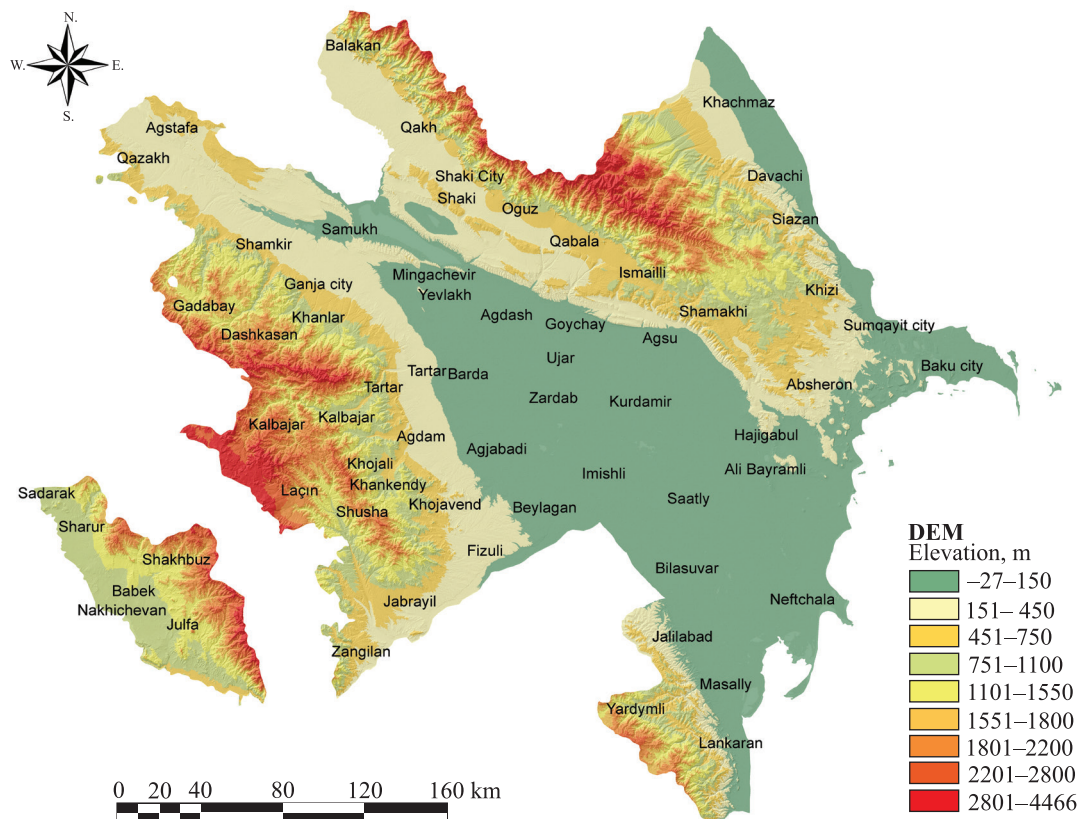 N.
W. E.
S.
Balakan
Khachmaz
Agstafa
Qakh
Qazakh
Shaki City
Davachi
Shaki
Oguz
Siazan
Samukh
Shamkir
Qabala
Ismailli
Mingachevir
Ganja city
Yevlakh
Khizi
Gadabay
Khanlar
Agdash
Goychay
Shamakhi
Sumqayit city
Dashkasan
Agsu
Ujar
Baku city
Tartar
Barda
Tartar
Absheron
Zardab
Kurdamir
Kalbajar
Kalbajar
Agdam
Hajigabul
Agjabadi
Khojali
Imishli
Ali Bayramli
Khankendy
Sadarak
Laçın
Saatly
Shusha
Khojavend
Beylagan
Sharur
Fizuli
Shakhbuz
Bilasuvar
Babek
Jabrayil
Neftchala
Nakhichevan
Julfa
Jalilabad
Zangilan
Masally
Yardymli
Lankaran
DEM
Elevation, m
–27–150
151–450
451–750
751–1100
1101–1550
1551–1800
1801–2200
2201–2800
2801–4466
0 20 40 80 120 160 km